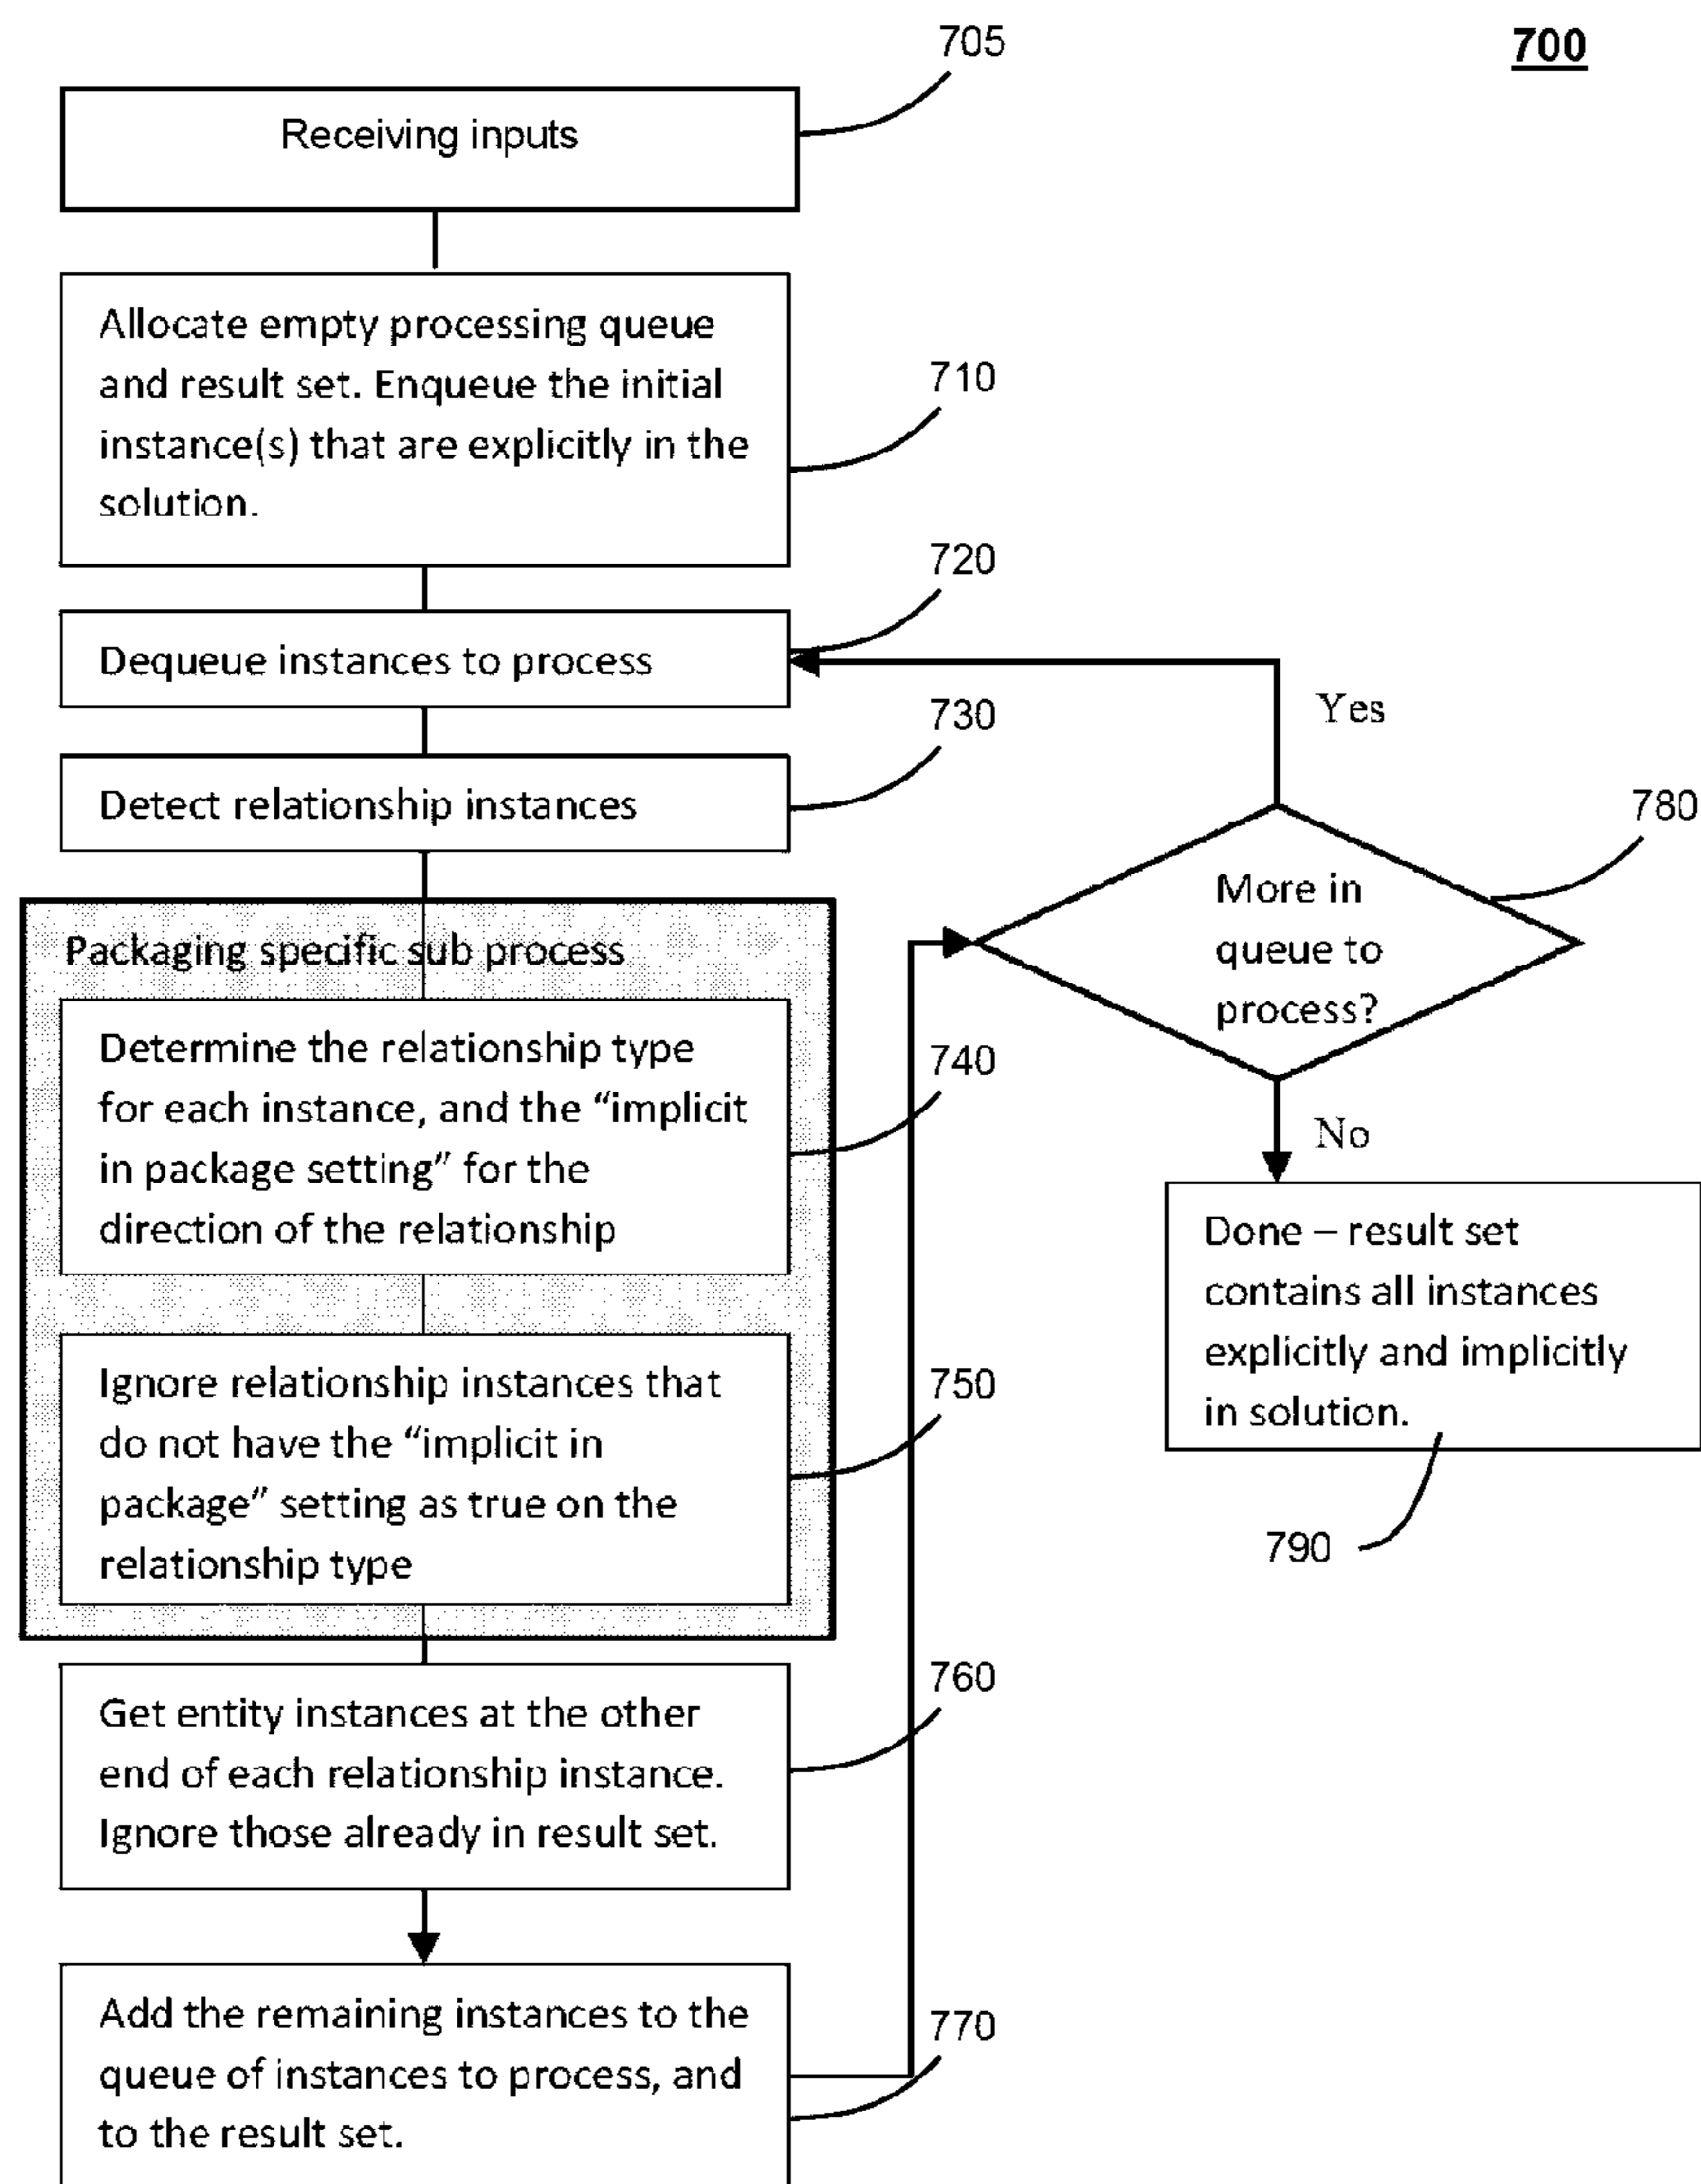 700
705
Receiving inputs
Allocate empty processing queue
and result set. Enqueue the initial
instance(s) that are explicitly in the
solution.
710
720
Dequeue instances to process
730
Detect relationship instances
Packaging specific sub process
Determine the relationship type
for each instance, and the “implicit
in package setting” for the
direction of the relationship
740
Ignore relationship instances that
do not have the “implicit in
package” setting as true on the
relationship type
750
760
Get entity instances at the other
end of each relationship instance.
Ignore those already in result set.
Add the remaining instances to the
queue of instances to process, and
to the result set.
770
Yes
780
More in
queue to
process?
No
Done – result set
contains all instances
explicitly and implicitly
in solution.
790